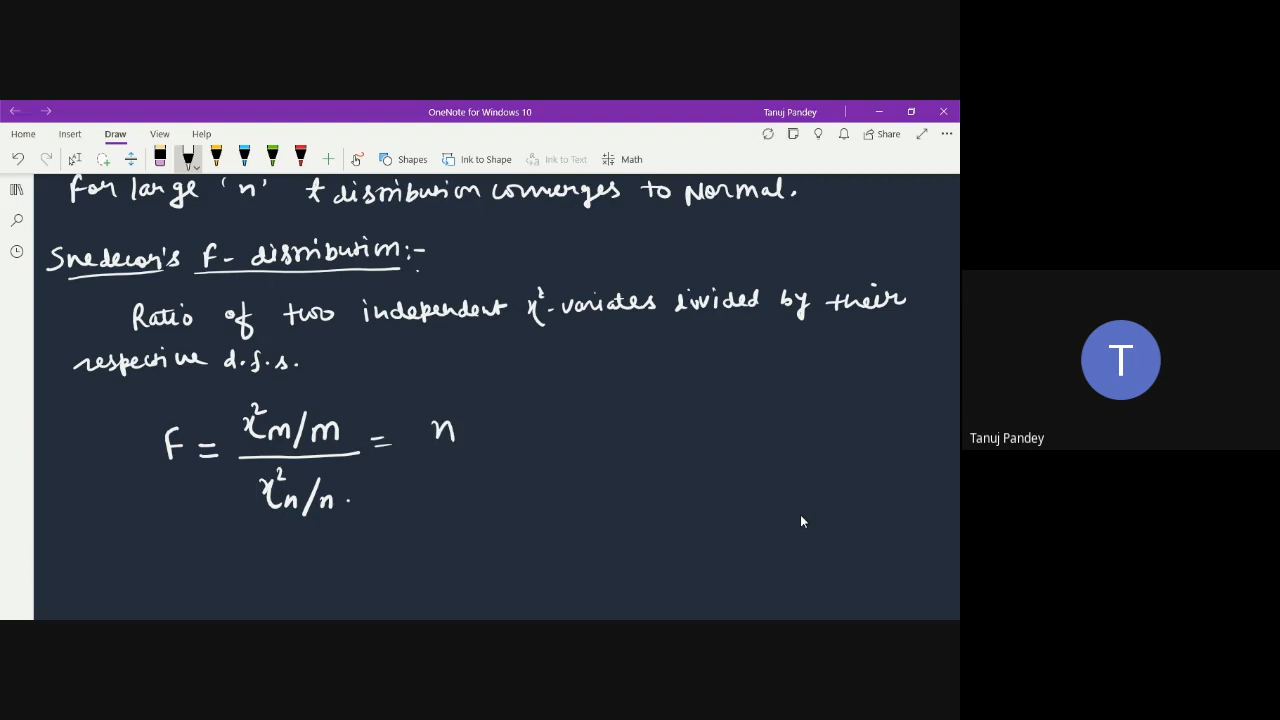 OneNote for Windows 10
Tanuj Pandey
Home Insert Draw View Help
Share
Shapes Ink to Shape Ink to Text Math
for large 'n' t distribution converges to Normal.
Snedecor's F- distribution:-
Ratio of two independent χ²-variates divided by their
respective d.f.s.
F = χ²m/m = n
χ²n/n.
T
Tanuj Pandey